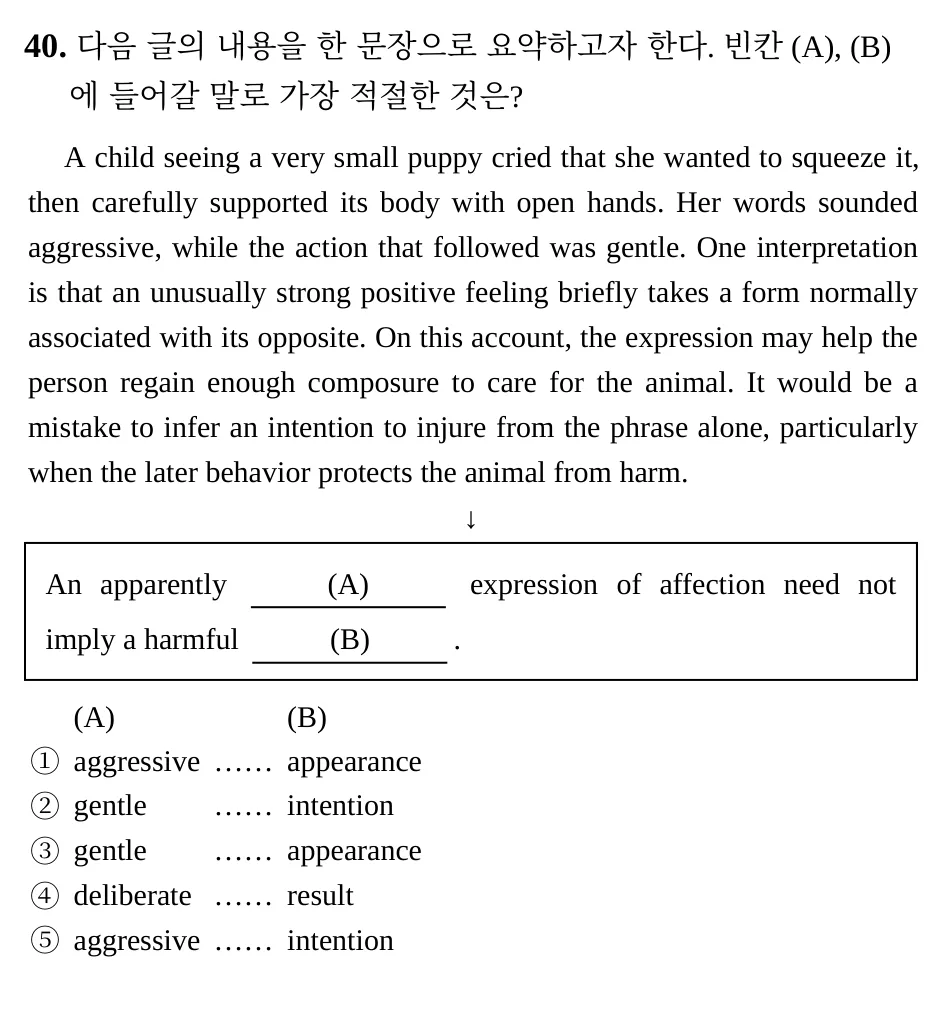 40. 다음 글의 내용을 한 문장으로 요약하고자 한다. 빈칸 (A), (B)
에 들어갈 말로 가장 적절한 것은?
A child seeing a very small puppy cried that she wanted to squeeze it,
then carefully supported its body with open hands. Her words sounded
aggressive, while the action that followed was gentle. One interpretation
is that an unusually strong positive feeling briefly takes a form normally
associated with its opposite. On this account, the expression may help the
person regain enough composure to care for the animal. It would be a
mistake to infer an intention to injure from the phrase alone, particularly
when the later behavior protects the animal from harm.
↓
An apparently (A) expression of affection need not
imply a harmful (B) .
(A) (B)
① aggressive …… appearance
② gentle …… intention
③ gentle …… appearance
④ deliberate …… result
⑤ aggressive …… intention